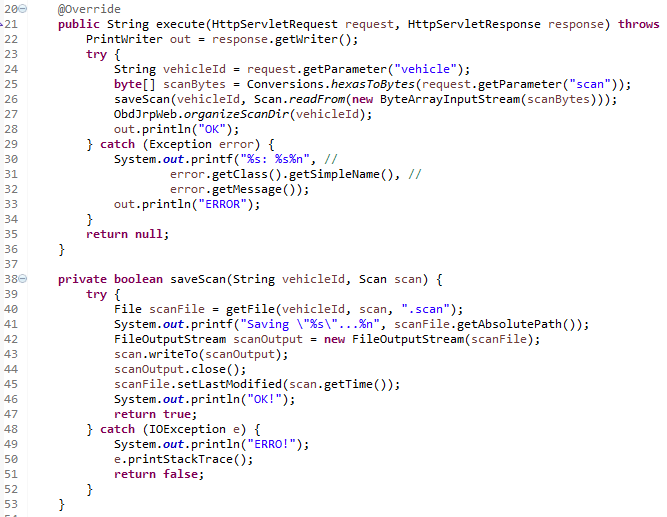 20 @Override
21 public String execute(HttpServletRequest request, HttpServletResponse response) throws
22 PrintWriter out = response.getWriter();
23 try {
24 String vehicleId = request.getParameter("vehicle");
25 byte[] scanBytes = Conversions.hexasToBytes(request.getParameter("scan"));
26 saveScan(vehicleId, Scan.readFrom(new ByteArrayInputStream(scanBytes)));
27 ObdJrpWeb.organizeScanDir(vehicleId);
28 out.println("OK");
29 } catch (Exception error) {
30 System.out.printf("%s: %s%n", //
31 error.getClass().getSimpleName(), //
32 error.getMessage());
33 out.println("ERROR");
34 }
35 return null;
36 }
37
38 private boolean saveScan(String vehicleId, Scan scan) {
39 try {
40 File scanFile = getFile(vehicleId, scan, ".scan");
41 System.out.printf("Saving \"%s\"...%n", scanFile.getAbsolutePath());
42 FileOutputStream scanOutput = new FileOutputStream(scanFile);
43 scan.writeTo(scanOutput);
44 scanOutput.close();
45 scanFile.setLastModified(scan.getTime());
46 System.out.println("OK!");
47 return true;
48 } catch (IOException e) {
49 System.out.println("ERRO!");
50 e.printStackTrace();
51 return false;
52 }
53 }